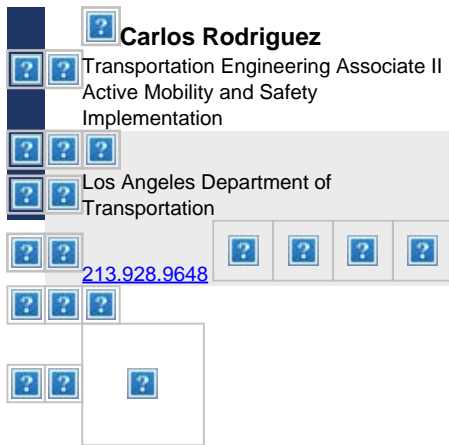 Carlos Rodriguez
Transportation Engineering Associate II
Active Mobility and Safety
Implementation
Los Angeles Department of
Transportation
213.928.9648